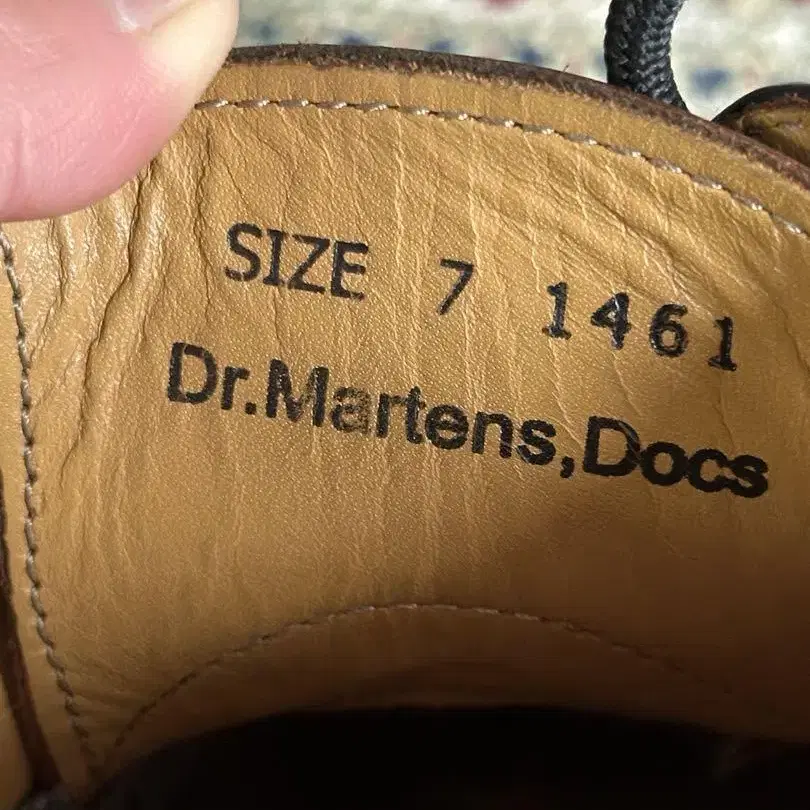 SIZE 7 1461
Dr.Martens,Docs